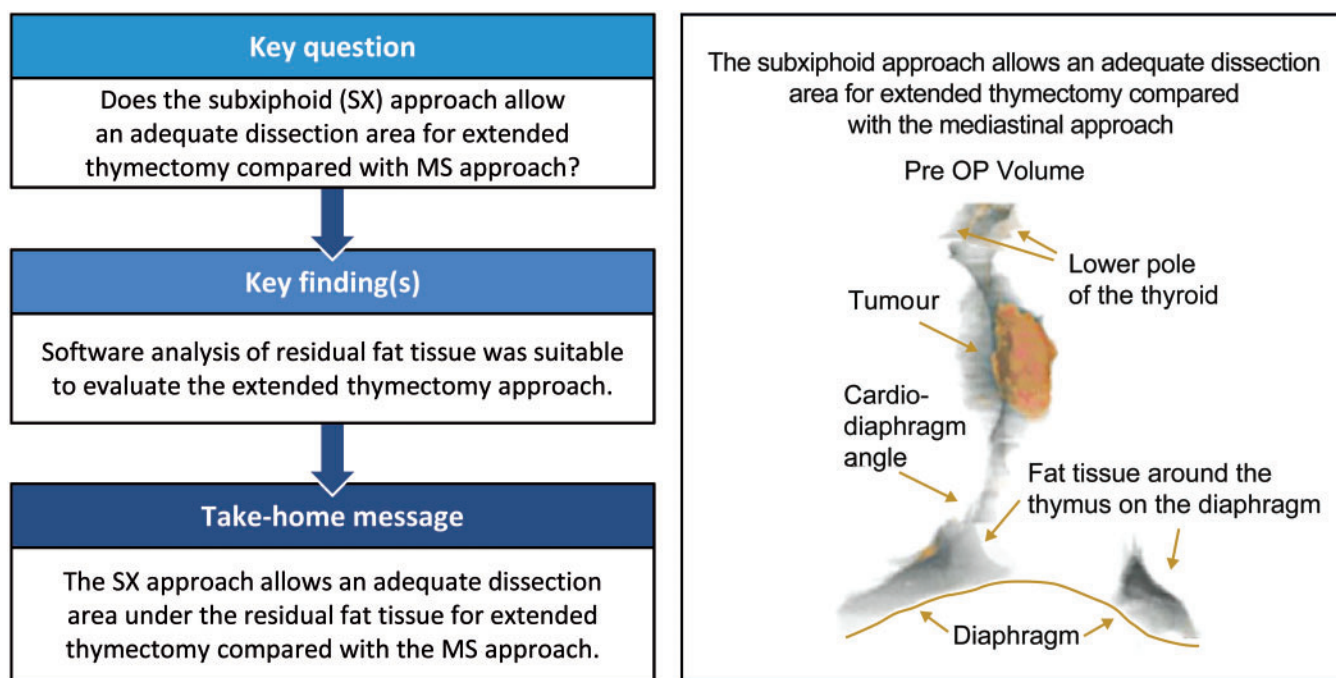 Key question
Does the subxiphoid (SX) approach allow
an adequate dissection area for extended
thymectomy compared with MS approach?
Key finding(s)
Software analysis of residual fat tissue was suitable
to evaluate the extended thymectomy approach.
Take-home message
The SX approach allows an adequate dissection
area under the residual fat tissue for extended
thymectomy compared with the MS approach.
The subxiphoid approach allows an adequate dissection
area for extended thymectomy compared
with the mediastinal approach
Pre OP Volume
Lower pole
of the thyroid
Tumour
Cardio-
diaphragm
angle
Fat tissue around the
thymus on the diaphragm
Diaphragm